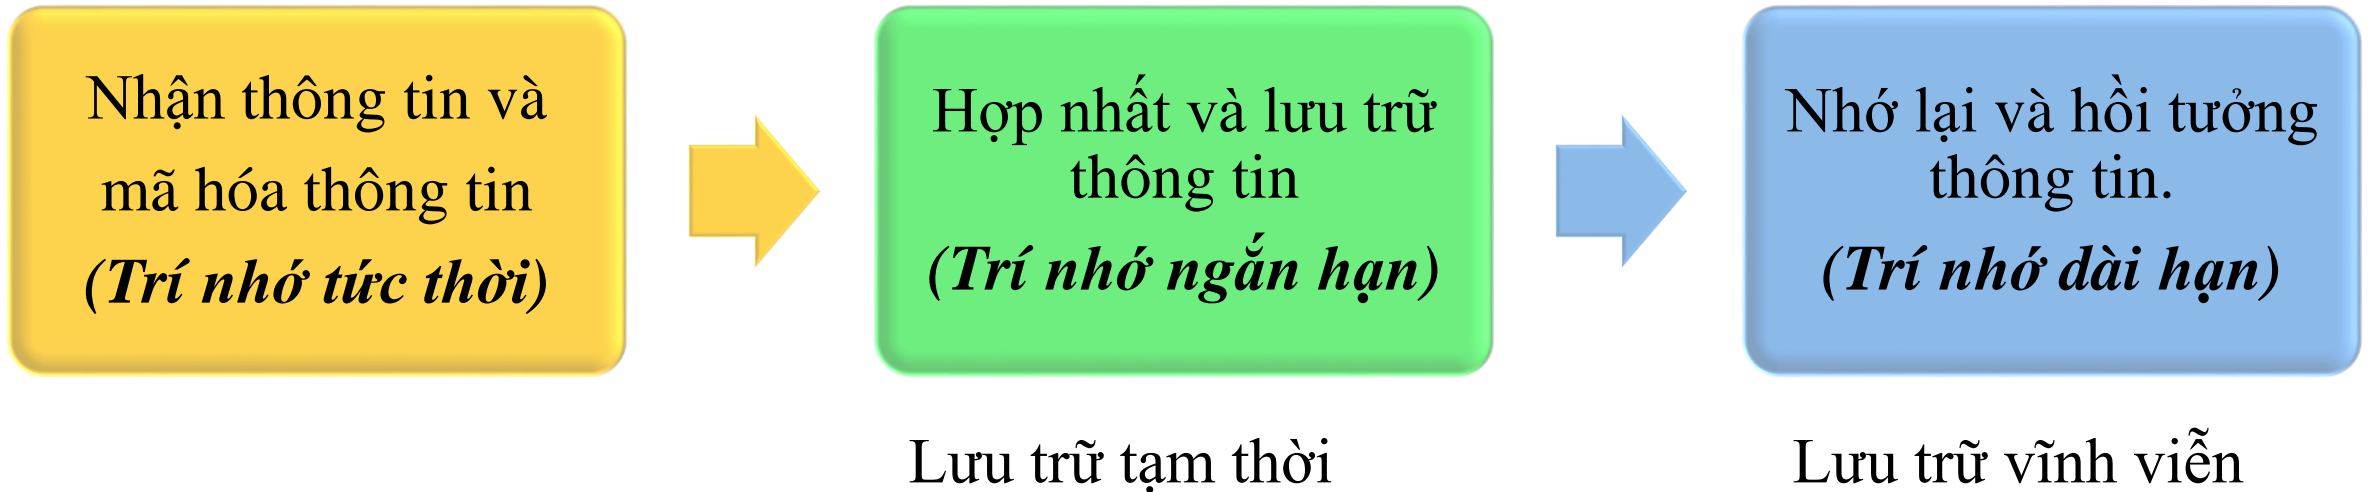 Nhận thông tin và
mã hóa thông tin
(Trí nhớ tức thời)
Hợp nhất và lưu trữ
thông tin
(Trí nhớ ngắn hạn)
Nhớ lại và hồi tưởng
thông tin.
(Trí nhớ dài hạn)
Lưu trữ tạm thời
Lưu trữ vĩnh viễn